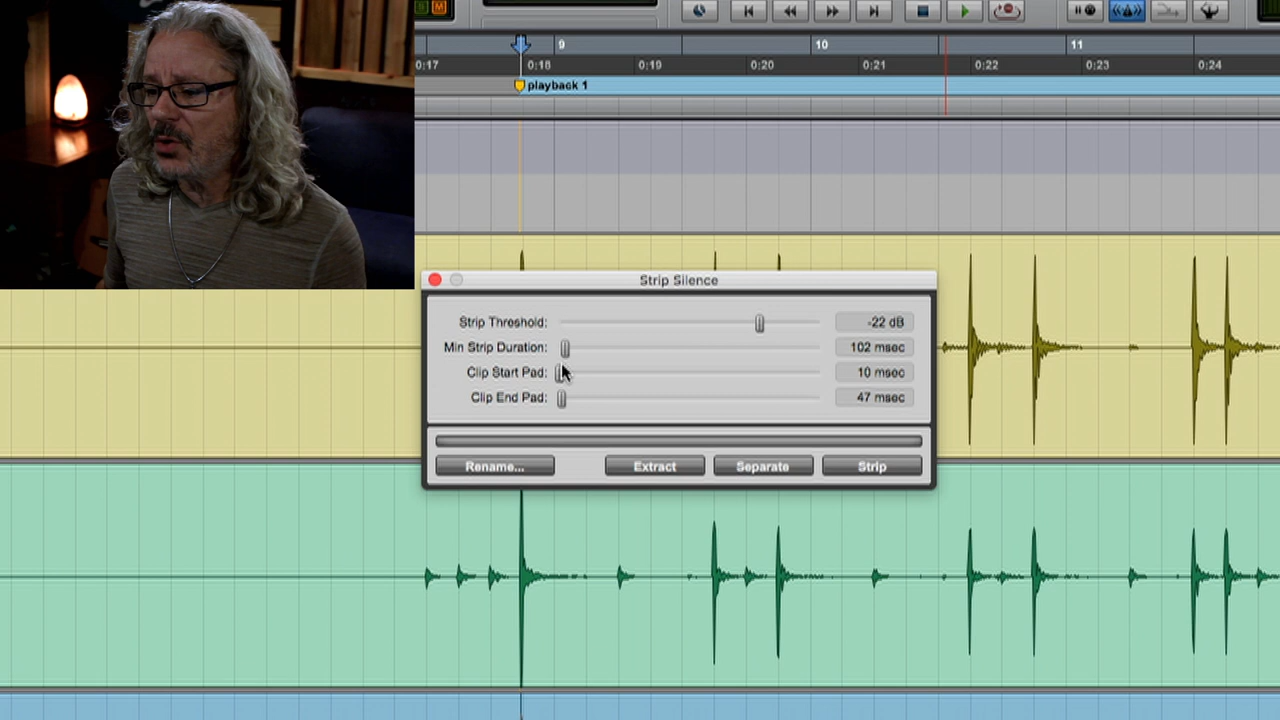 S M
9 10 11
0:17 0:18 0:19 0:20 0:21 0:22 0:23 0:24
playback 1
Strip Silence
Strip Threshold: -22 dB
Min Strip Duration: 102 msec
Clip Start Pad: 10 msec
Clip End Pad: 47 msec
Rename... Extract Separate Strip